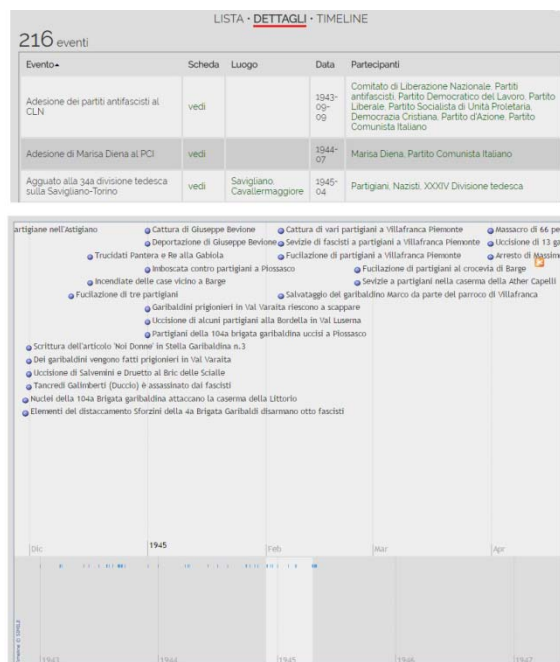 LISTA • DETTAGLI • TIMELINE
216 eventi
Evento Scheda Luogo Data Partecipanti
Adesione dei partiti antifascisti al
CLN
vedi
1943-
09-
09
Comitato di Liberazione Nazionale, Partiti
antifascisti, Partito Democratico del Lavoro, Partito
Liberale, Partito Socialista di Unità Proletaria,
Democrazia Cristiana, Partito d'Azione, Partito
Comunista Italiano
Adesione di Marisa Diena al PCI
vedi
1944-
07
Marisa Diena, Partito Comunista Italiano
Agguato alla 34a divisione tedesca
sulla Savigliano-Torino
vedi
Savigliano,
Cavallermaggiore
1945-
04
Partigiani, Nazisti, XXXIV Divisione tedesca
artigiane nell'Astigiano
Cattura di Giuseppe Bevione
Cattura di vari partigiani a Villafranca Piemonte
Massacro di 66 pe
Deportazione di Giuseppe Bevione
Sevizie di fascisti a partigiani a Villafranca Piemonte
Uccisione di 13 ga
Trucidati Pantera e Re alla Gabiola
Fucilazione di partigiani a Villafranca Piemonte
Arresto di Massim
Imboscata contro partigiani a Piossasco
Fucilazione di partigiani al crocevia di Barge
Incendiate delle case vicino a Barge
Sevizie a partigiani nella caserma della Ather Capelli
Fucilazione di tre partigiani
Salvataggio del garibaldino Marco da parte del parroco di Villafranca
Garibaldini prigionieri in Val Varaita riescono a scappare
Uccisione di alcuni partigiani alla Bordella in Val Luserna
Partigiani della 104a brigata garibaldina uccisi a Piossasco
Scrittura dell'articolo 'Noi Donne' in Stella Garibaldina n.3
Dei garibaldini vengono fatti prigionieri in Val Varaita
Uccisione di Salvemini e Druetto al Bric delle Scialle
Tancredi Galimberti (Duccio) è assassinato dai fascisti
Nuclei della 104a Brigata garibaldina attaccano la caserma della Littorio
Elementi del distaccamento Sforzini della 4a Brigata Garibaldi disarmano otto fascisti
Dic 1945 Feb Mar Apr
Timeline © SIMILE
1943 1944 1945 1946 1947